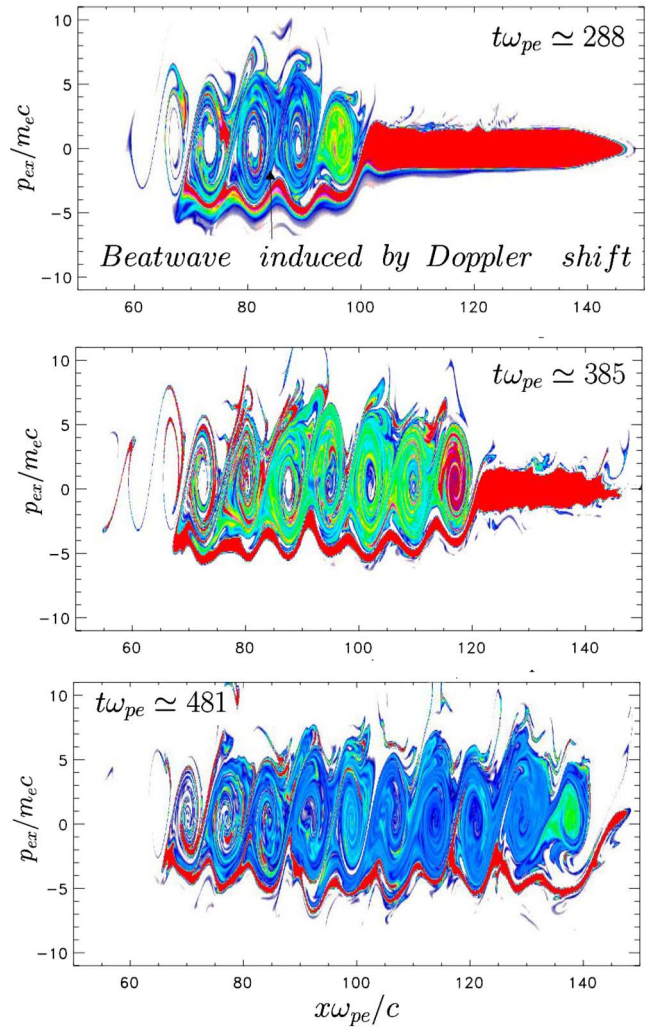 10
5
0
−5
−10
p_ex/m_ec
tω_pe ≃ 288
Beatwave induced by Doppler shift
60 80 100 120 140
10
5
0
−5
−10
p_ex/m_ec
tω_pe ≃ 385
60 80 100 120 140
10
5
0
−5
−10
p_ex/m_ec
tω_pe ≃ 481
60 80 100 120 140
xω_pe/c